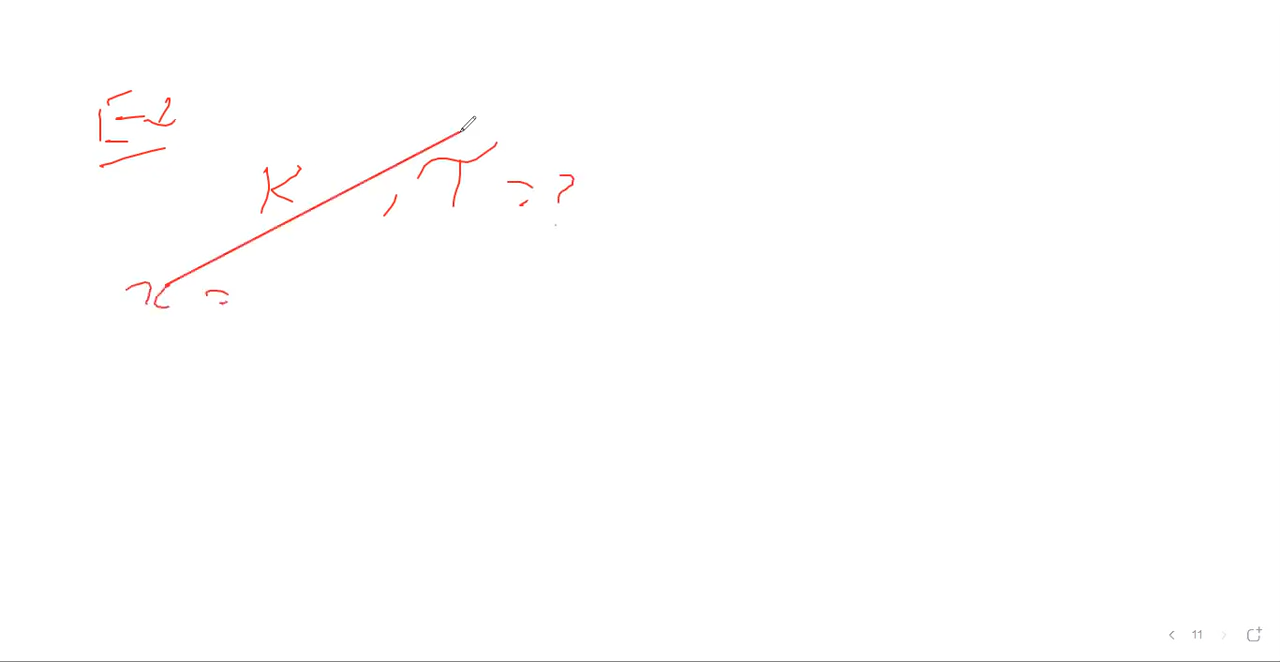 E-2
K , τ = ?
x =
11